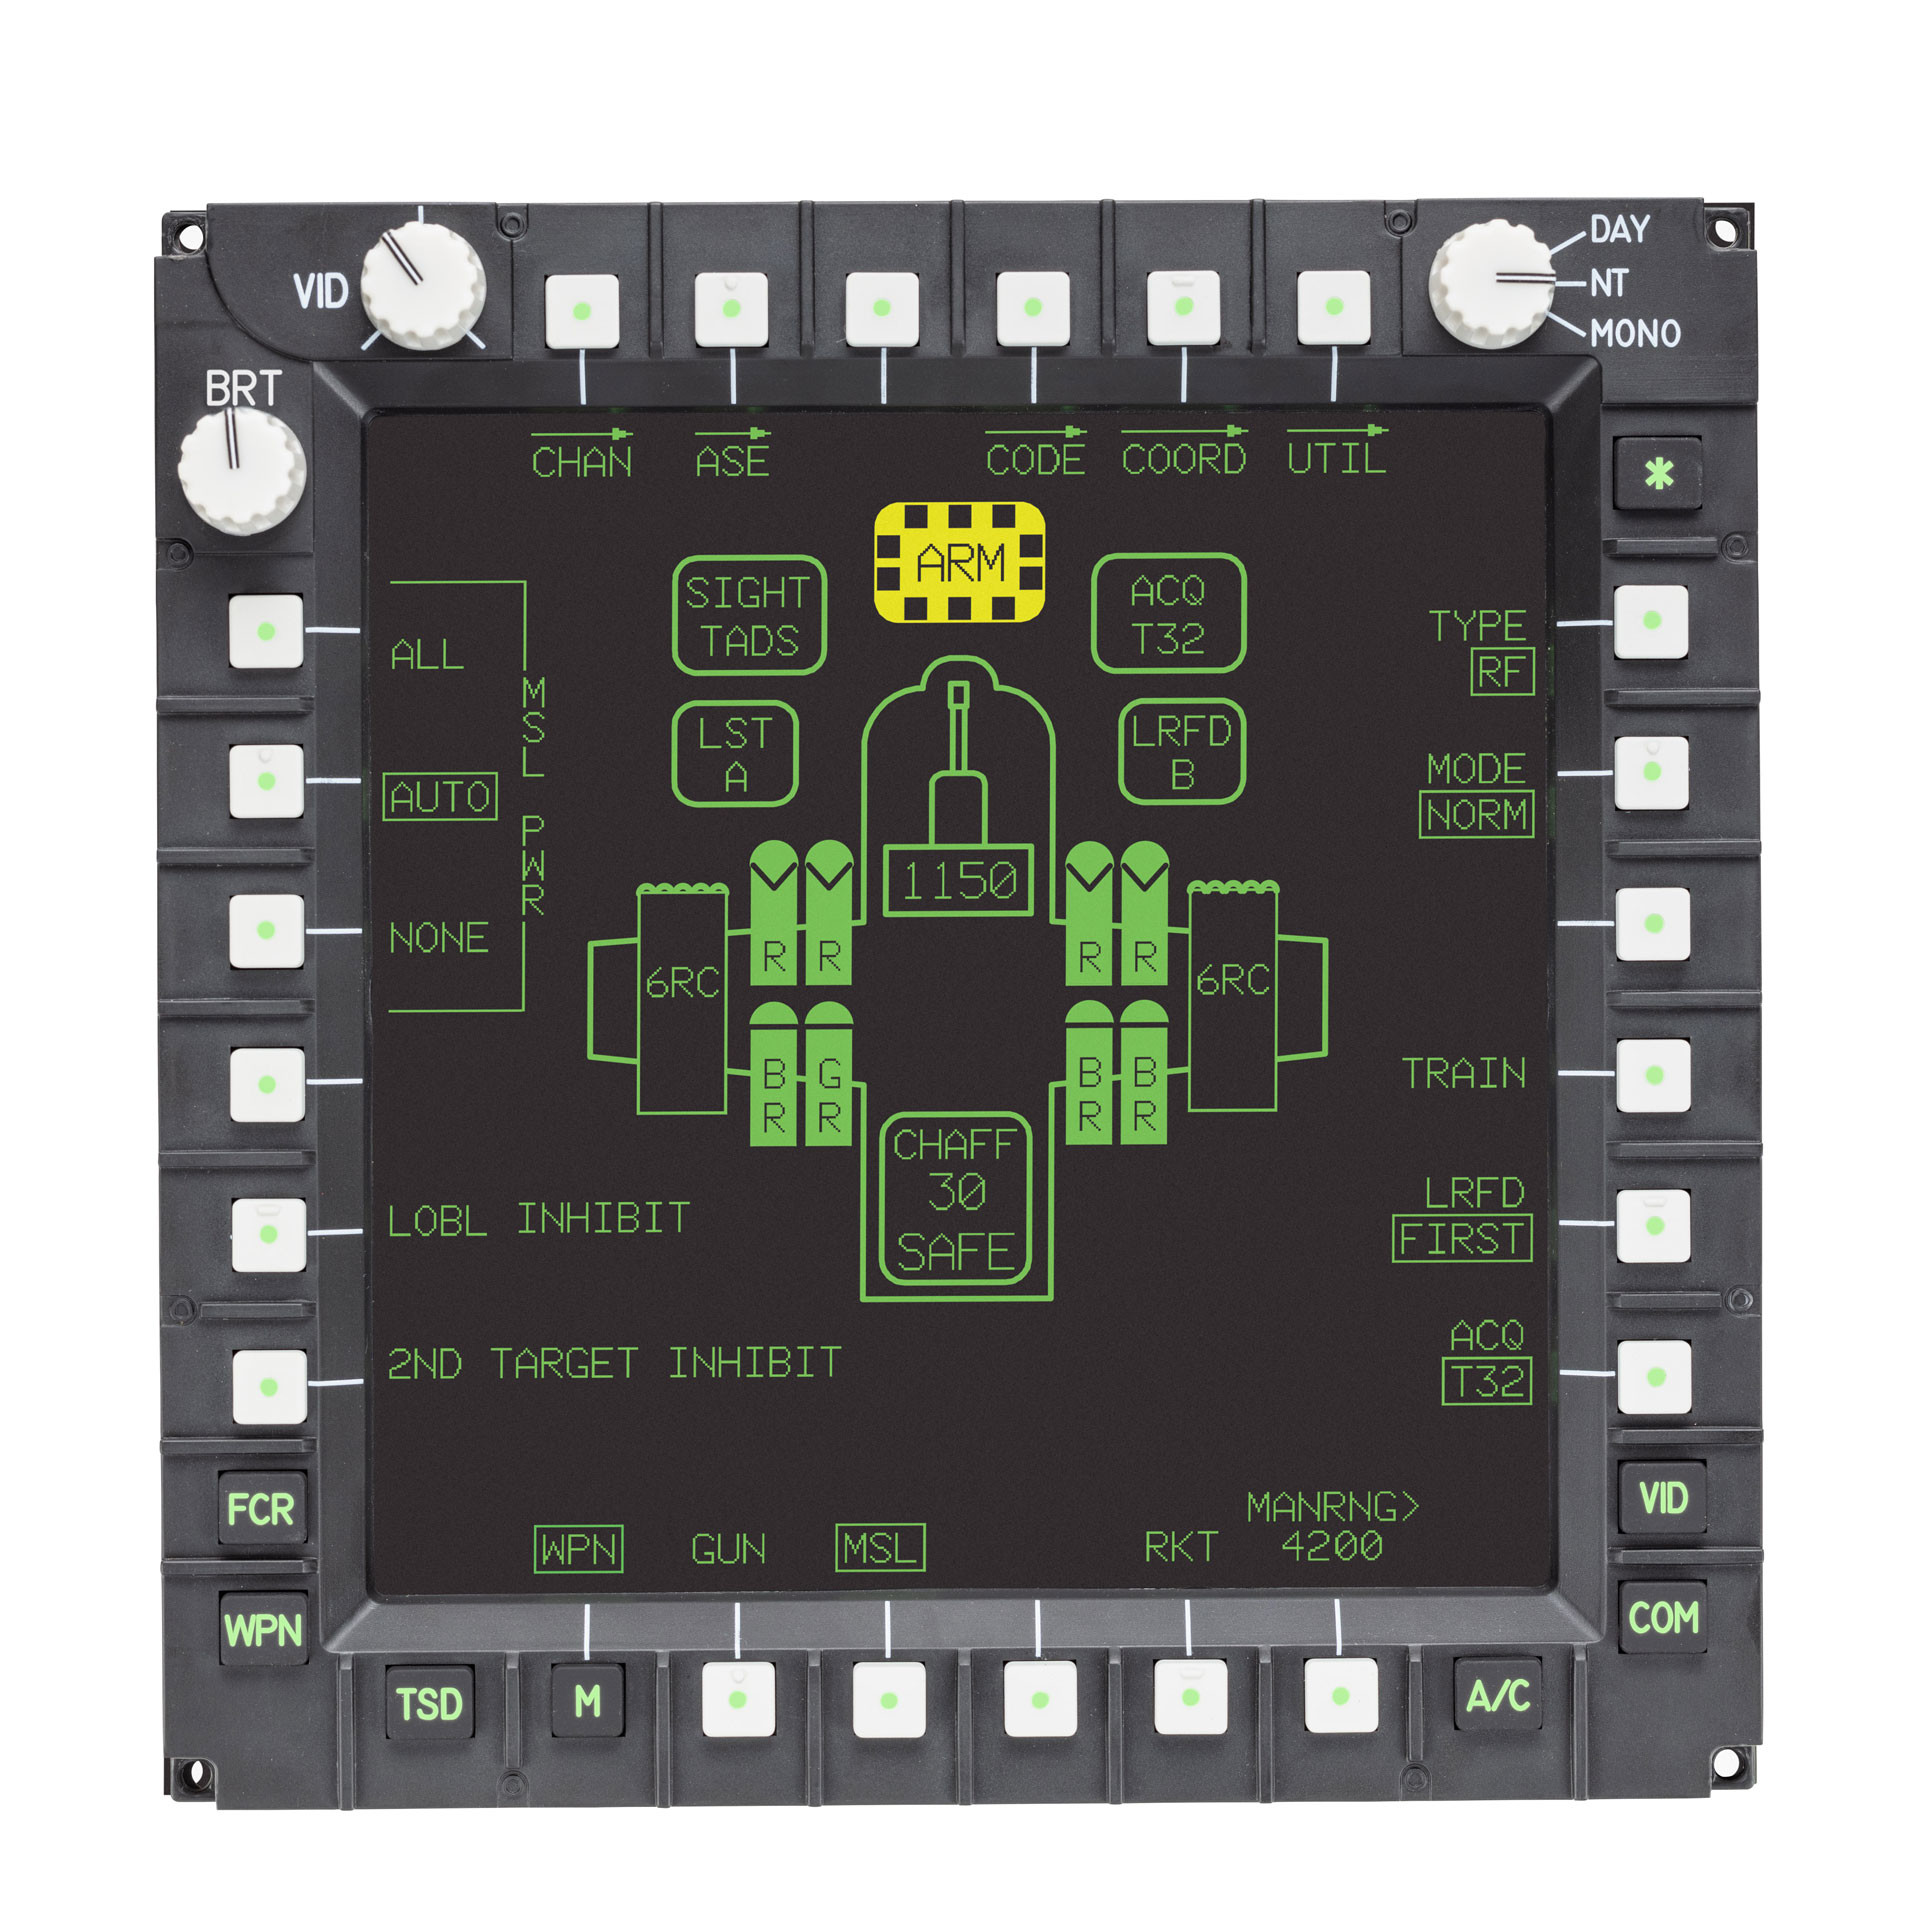 DAY
VID
NT
MONO
BRT
CHAN
ASE
CODE
COORD
UTIL
*
ARM
SIGHT
TADS
ACQ
T32
TYPE
RF
ALL
MSL PWR
LST
A
LRFD
B
MODE
NORM
AUTO
1150
NONE
R
R
R
R
6RC
6RC
B
R
G
R
B
R
B
R
TRAIN
CHAFF
30
SAFE
LOBL INHIBIT
LRFD
FIRST
2ND TARGET INHIBIT
ACQ
T32
FCR
VID
MANRNG>
4200
WPN
GUN
MSL
RKT
WPN
COM
TSD
M
A/C